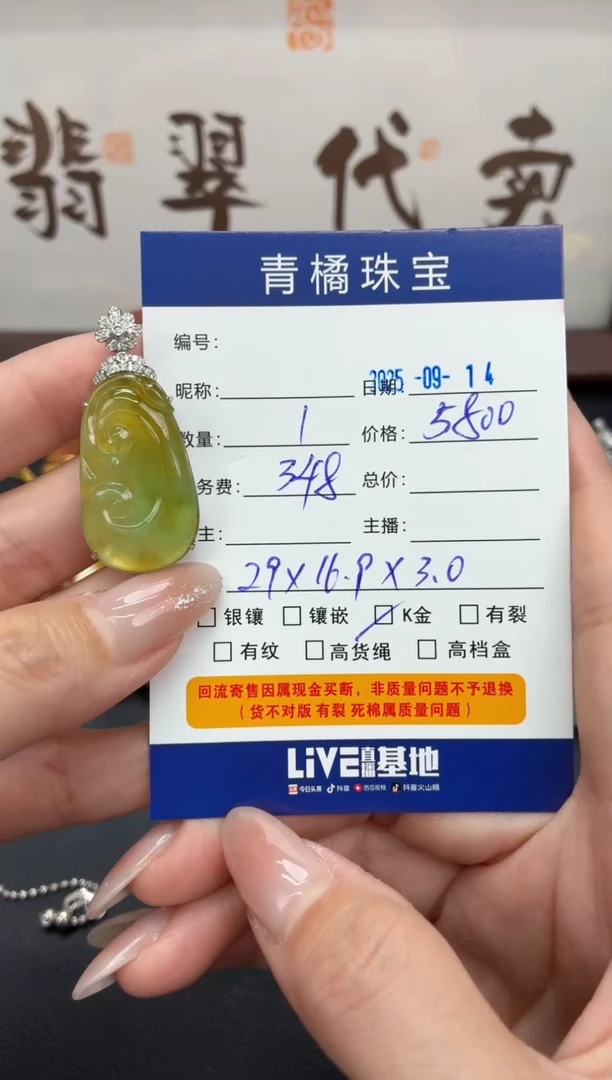 翡翠代卖
青橘珠宝
编号：
昵称： 日期： 2025 -09- 14
数量： 1 价格： 5800
务费： 348 总价：
主： 主播：
29×16.9×3.0
银镶 镶嵌 K金 有裂
有纹 高货绳 高档盒
回流寄售因属现金买断，非质量问题不予退换
（货不对版 有裂 死棉属质量问题）
LIVE直播基地
今日头条 抖音 西瓜视频 抖音火山版